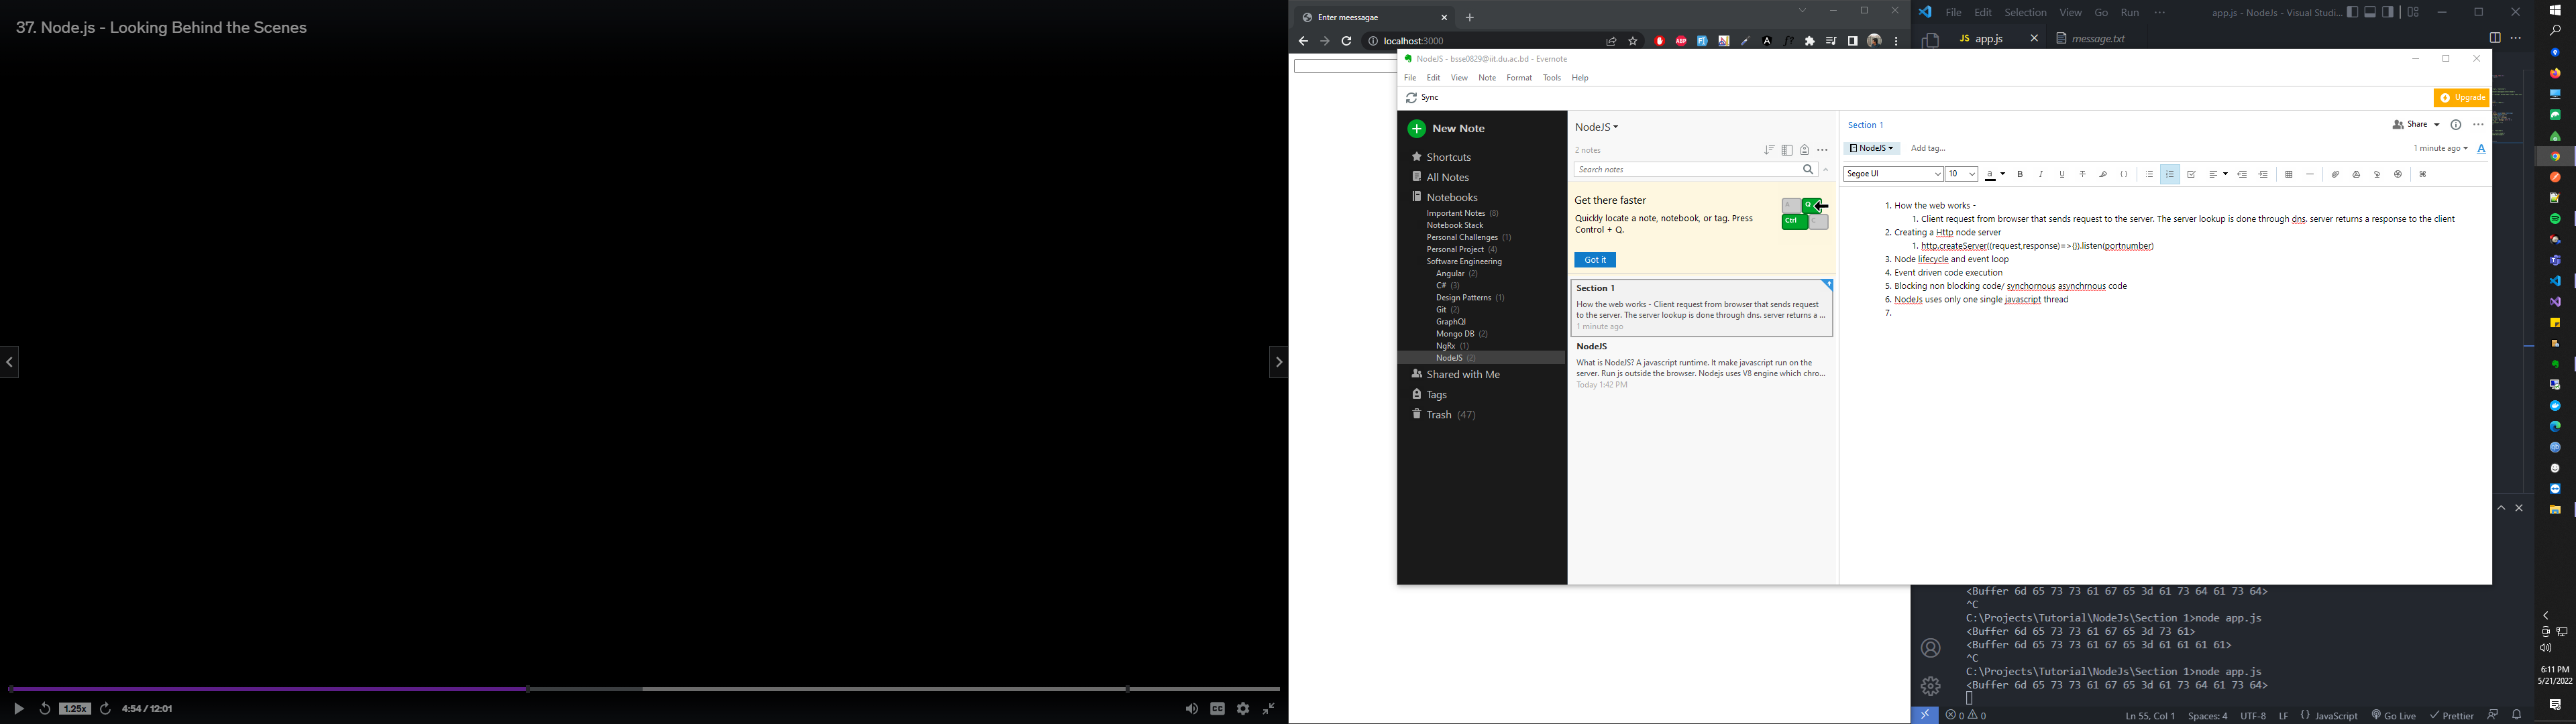 37. Node.js - Looking Behind the Scenes
1.25x
4:54 / 12:01
CC
Enter meessagae
localhost:3000
ABP
File Edit Selection View Go Run ···
app.js - NodeJs - Visual Studi...
JS app.js
message.txt
NodeJS - bsse0829@iit.du.ac.bd - Evernote
File Edit View Note Format Tools Help
Sync
Upgrade
New Note
Shortcuts
All Notes
Notebooks
Important Notes (8)
Notebook Stack
Personal Challenges (1)
Personal Project (4)
Software Engineering
Angular (2)
C# (3)
Design Patterns (1)
Git (2)
GraphQl
Mongo DB (2)
NgRx (1)
NodeJS (2)
Shared with Me
Tags
Trash (47)
NodeJS
2 notes
Search notes
Get there faster
Quickly locate a note, notebook, or tag. Press
Control + Q.
A Q
Ctrl C
Got it
Section 1
How the web works - Client request from browser that sends request
to the server. The server lookup is done through dns. server returns a ...
1 minute ago
NodeJS
What is NodeJS? A javascript runtime. It make javascript run on the
server. Run js outside the browser. Nodejs uses V8 engine which chro...
Today 1:42 PM
Section 1
Share
NodeJS
Add tag...
1 minute ago
Segoe UI
10
1. How the web works -
1. Client request from browser that sends request to the server. The server lookup is done through dns. server returns a response to the client
2. Creating a Http node server
1. http.createServer((request,response)=>{}).listen(portnumber)
3. Node lifecycle and event loop
4. Event driven code execution
5. Blocking non blocking code/ synchornous asynchrnous code
6. NodeJs uses only one single javascript thread
7.
<Buffer 6d 65 73 73 61 67 65 3d 61 73 64 61 73 64>
^C
C:\Projects\Tutorial\NodeJs\Section 1>node app.js
<Buffer 6d 65 73 73 61 67 65 3d 73 61>
<Buffer 6d 65 73 73 61 67 65 3d 61 61 61 61>
^C
C:\Projects\Tutorial\NodeJs\Section 1>node app.js
<Buffer 6d 65 73 73 61 67 65 3d 61 73 64 61 73 64>
0 0
Ln 55, Col 1 Spaces: 4 UTF-8 LF {} JavaScript Go Live Prettier
6:11 PM
5/21/2022